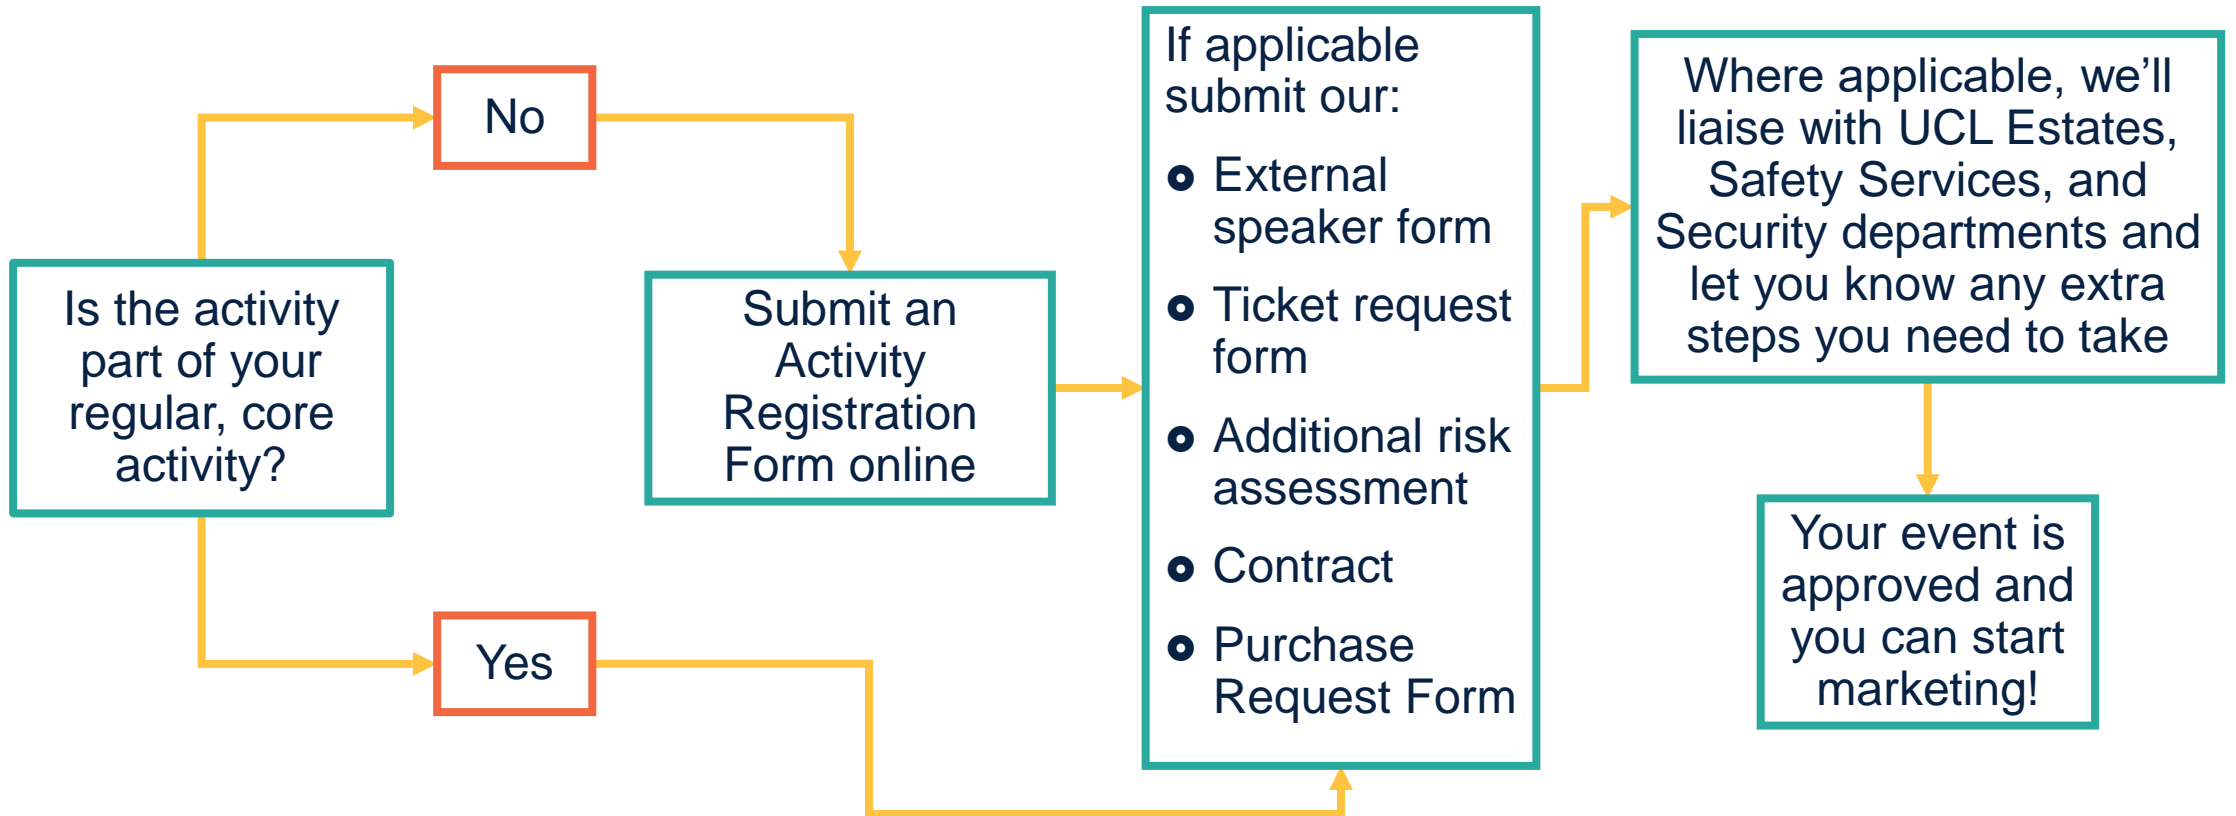 Is the activity
part of your
regular, core
activity?
No
Yes
Submit an
Activity
Registration
Form online
If applicable
submit our:
External
speaker form
Ticket request
form
Additional risk
assessment
Contract
Purchase
Request Form
Where applicable, we’ll
liaise with UCL Estates,
Safety Services, and
Security departments and
let you know any extra
steps you need to take
Your event is
approved and
you can start
marketing!